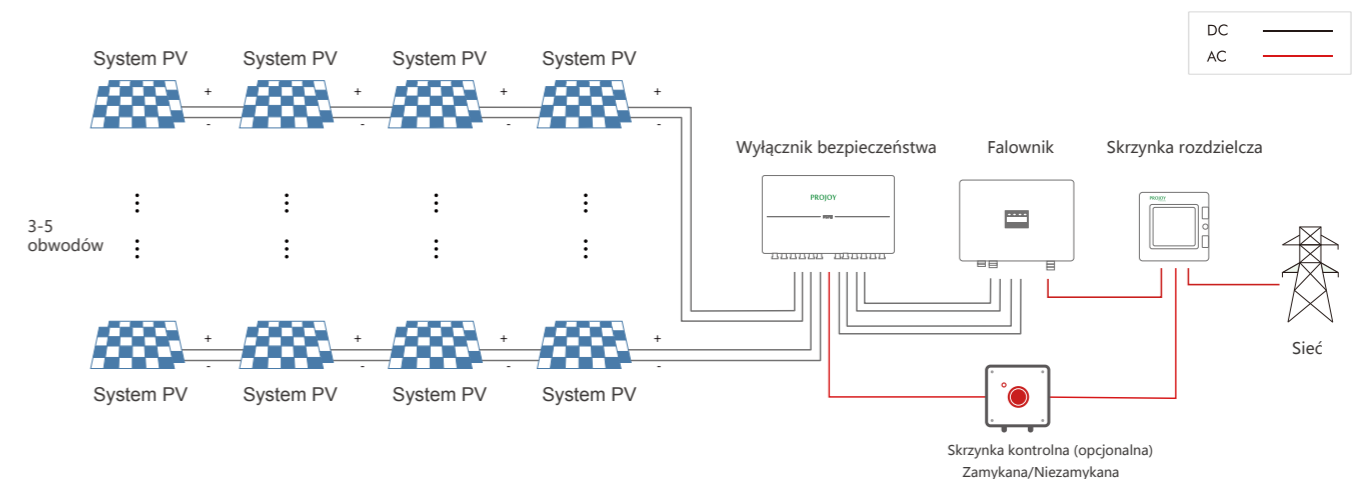 DC
AC
System PV System PV System PV System PV
+ + + +
- - - -
Wyłącznik bezpieczeństwa Falownik Skrzynka rozdzielcza
PROJOY
PROJOY
3-5
obwodów
+ + + +
- - - -
System PV System PV System PV System PV
Sieć
Skrzynka kontrolna (opcjonalna)
Zamykana/Niezamykana